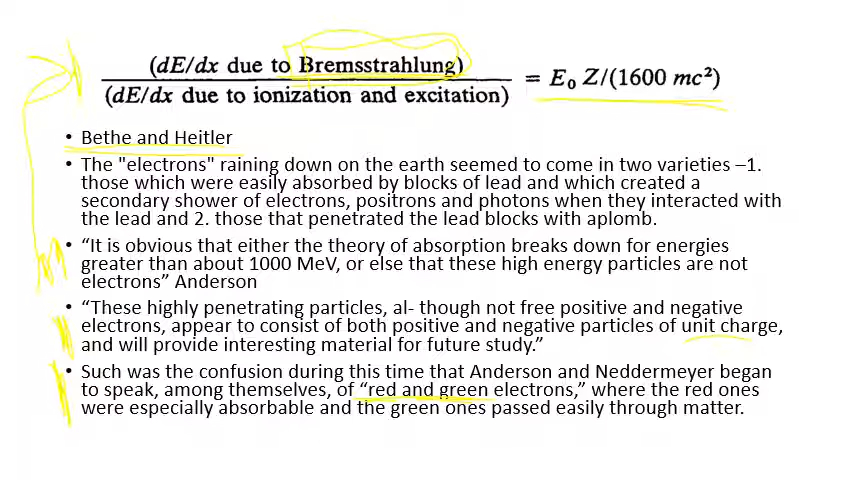 (dE/dx due to Bremsstrahlung)
(dE/dx due to ionization and excitation) = E₀ Z/(1600 mc²)
• Bethe and Heitler
• The "electrons" raining down on the earth seemed to come in two varieties –1.
those which were easily absorbed by blocks of lead and which created a
secondary shower of electrons, positrons and photons when they interacted with
the lead and 2. those that penetrated the lead blocks with aplomb.
• “It is obvious that either the theory of absorption breaks down for energies
greater than about 1000 MeV, or else that these high energy particles are not
electrons” Anderson
• “These highly penetrating particles, al- though not free positive and negative
electrons, appear to consist of both positive and negative particles of unit charge,
and will provide interesting material for future study.”
• Such was the confusion during this time that Anderson and Neddermeyer began
to speak, among themselves, of “red and green electrons,” where the red ones
were especially absorbable and the green ones passed easily through matter.